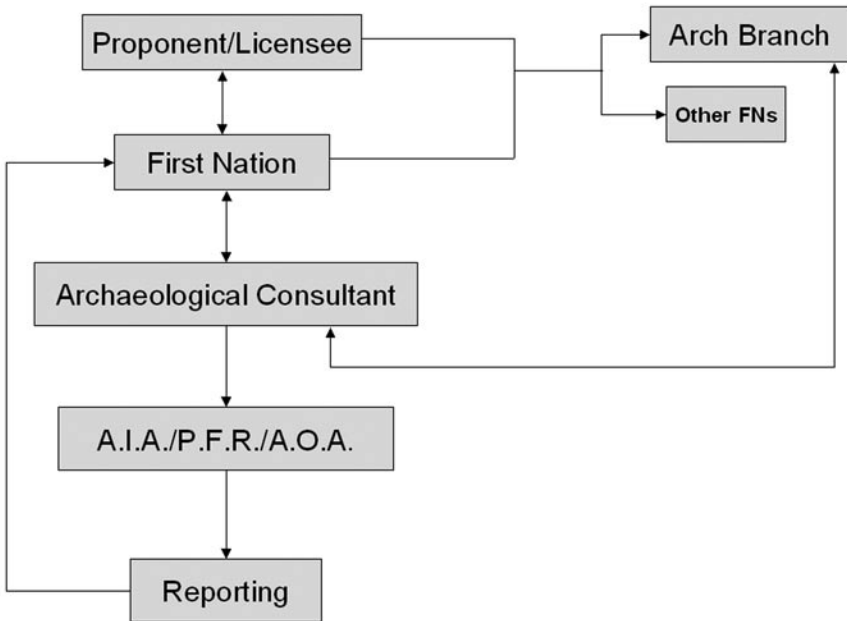 Proponent/Licensee
Arch Branch
Other FNs
First Nation
Archaeological Consultant
A.I.A./P.F.R./A.O.A.
Reporting